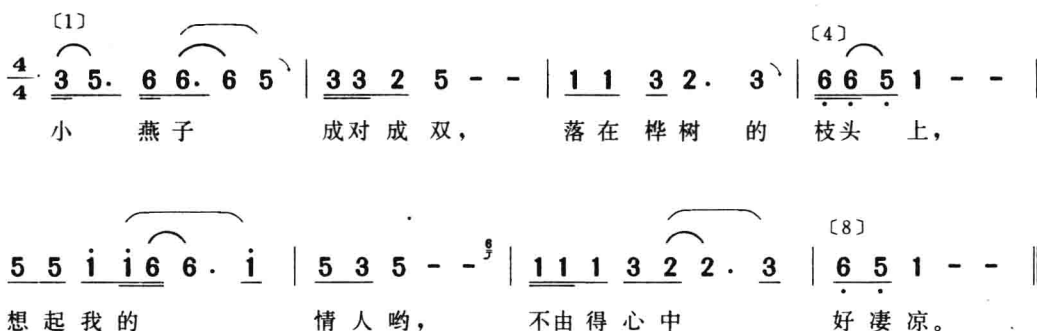 〔1〕 〔4〕
4/4 3 5. 6 6. 6 5 | 3 3 2 5 - - | 1 1 3 2. 3 | 6 6 5 1 - - |
小 燕子 成对成双， 落在桦树 的 枝头 上，
〔8〕
5 5 i i 6 6. i | 5 3 5 - - 6 | 1 1 1 3 2 2. 3 | 6 5 1 - - ‖
想起我的 情人哟， 不由得心中 好凄凉。